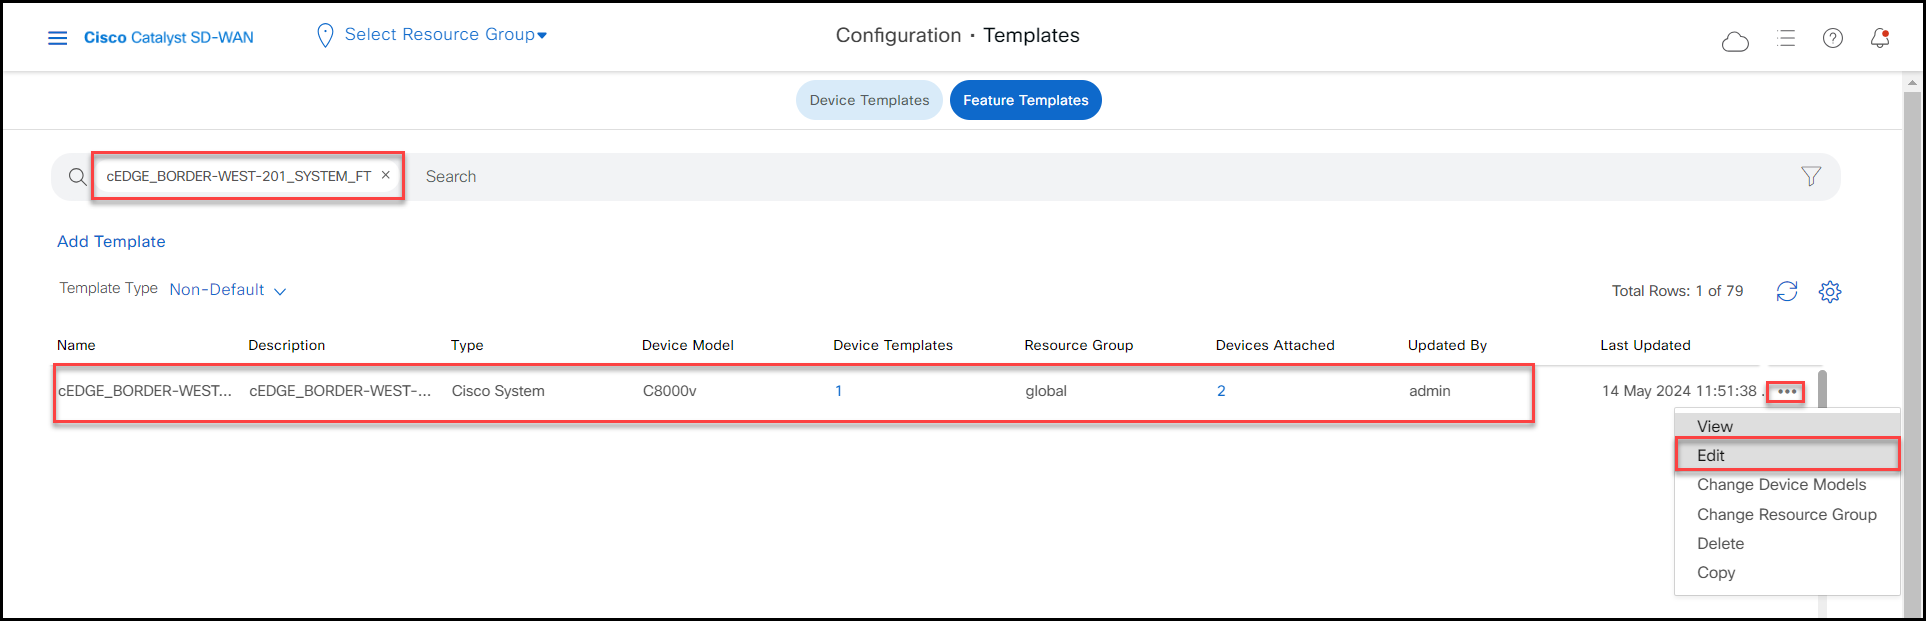 Cisco Catalyst SD-WAN
Select Resource Group
Configuration · Templates
Device Templates
Feature Templates
cEDGE_BORDER-WEST-201_SYSTEM_FT ×
Search
Add Template
Template Type Non-Default
Total Rows: 1 of 79
Name Description Type Device Model Device Templates Resource Group Devices Attached Updated By Last Updated
cEDGE_BORDER-WEST... cEDGE_BORDER-WEST-... Cisco System C8000v 1 global 2 admin 14 May 2024 11:51:38 .
View
Edit
Change Device Models
Change Resource Group
Delete
Copy